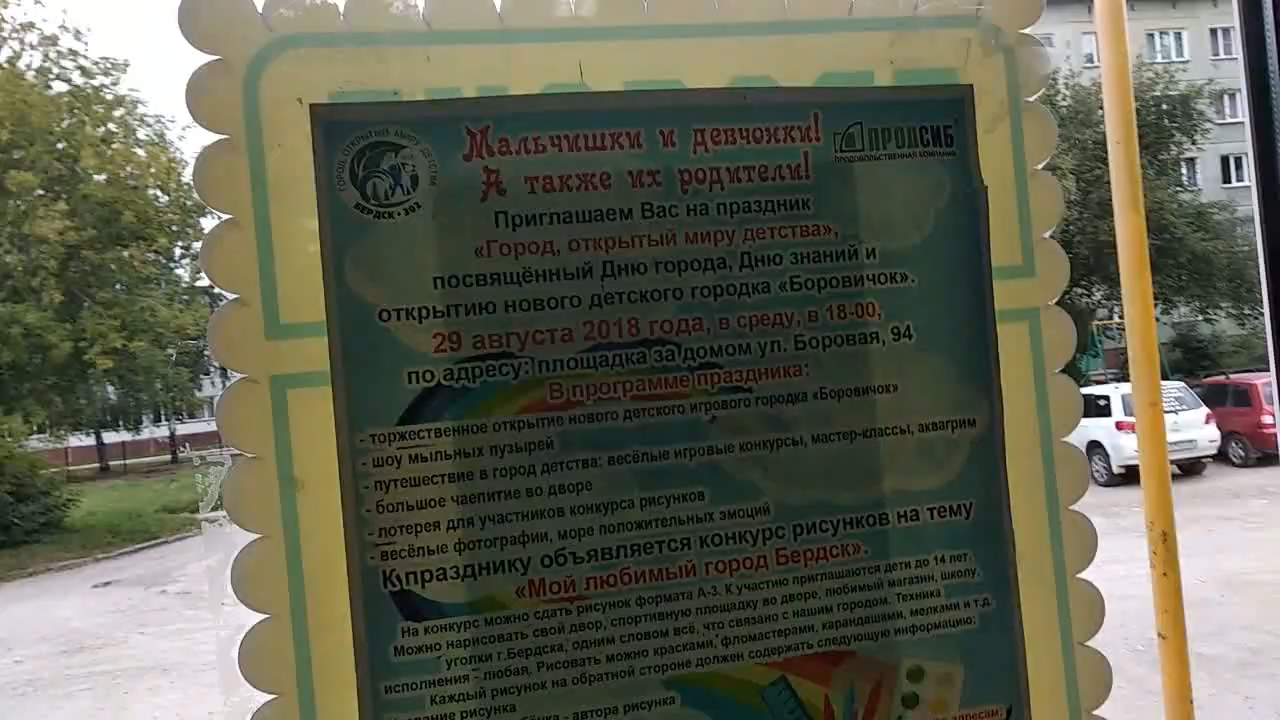 ГОРОД ОТКРЫТЫЙ МИРУ ДЕТСТВА
БЕРДСК • 302
ПРОДСИБ
ПРОДОВОЛЬСТВЕННАЯ КОМПАНИЯ
Мальчишки и девчонки!
А также их родители!
Приглашаем Вас на праздник
«Город, открытый миру детства»,
посвящённый Дню города, Дню знаний и
открытию нового детского городка «Боровичок».
29 августа 2018 года, в среду, в 18-00,
по адресу: площадка за домом ул. Боровая, 94
В программе праздника:
- торжественное открытие нового детского игрового городка «Боровичок»
- шоу мыльных пузырей
- путешествие в город детства: весёлые игровые конкурсы, мастер-классы, аквагрим
- большое чаепитие во дворе
- лотерея для участников конкурса рисунков
- весёлые фотографии, море положительных эмоций
К празднику объявляется конкурс рисунков на тему
«Мой любимый город Бердск».
На конкурс можно сдать рисунок формата А-3. К участию приглашаются дети до 14 лет.
Можно нарисовать свой двор, спортивную площадку во дворе, любимый магазин, школу,
уголки г.Бердска, одним словом всё, что связано с нашим городом. Техника
исполнения – любая. Рисовать можно красками, фломастерами, карандашами, мелками и т.д.
Каждый рисунок на обратной стороне должен содержать следующую информацию:
рисунка
- автора рисунка
адресам: